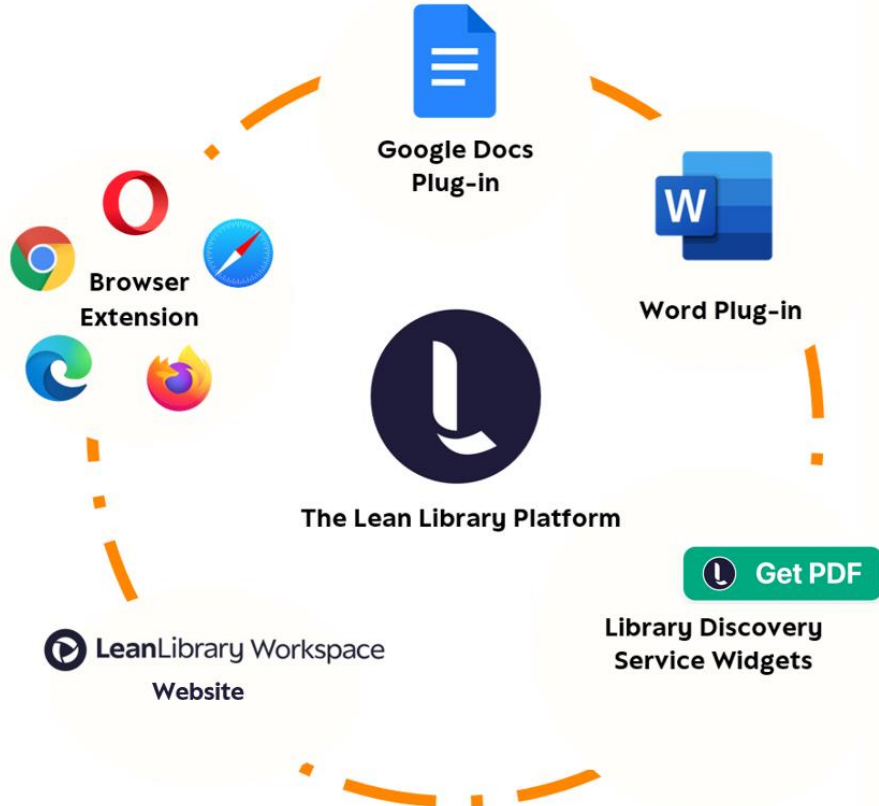 Google Docs
Plug-in
W
Word Plug-in
Browser
Extension
The Lean Library Platform
Get PDF
Library Discovery
Service Widgets
LeanLibrary Workspace
Website